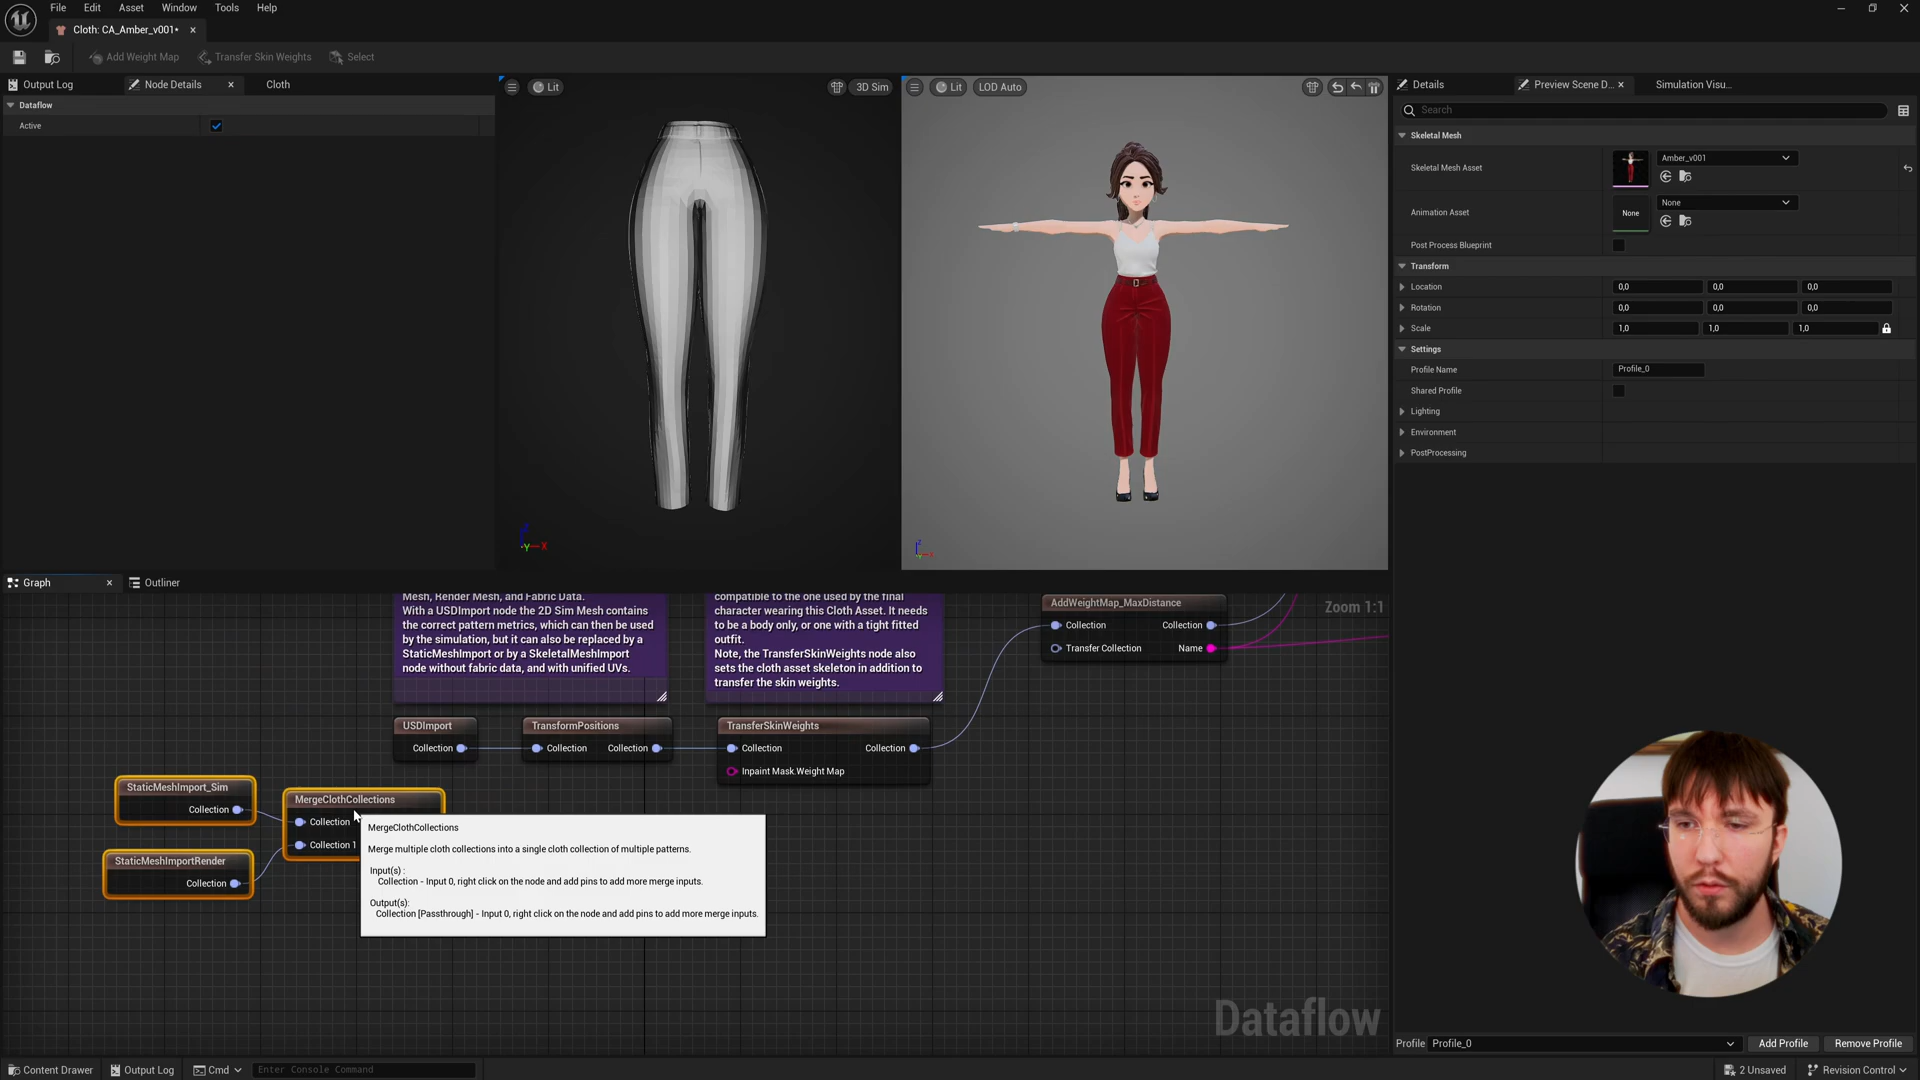 File Edit Asset Window Tools Help
Cloth: CA_Amber_v001*
Add Weight Map Transfer Skin Weights Select
Output Log Node Details Cloth
Dataflow
Active
Lit 3D Sim
Lit LOD Auto
Details Preview Scene D... Simulation Visu...
Search
Skeletal Mesh
Skeletal Mesh Asset Amber_v001
Animation Asset None None
Post Process Blueprint
Transform
Location 0,0 0,0 0,0
Rotation 0,0 0,0 0,0
Scale 1,0 1,0 1,0
Settings
Profile Name Profile_0
Shared Profile
Lighting
Environment
PostProcessing
Graph Outliner
Mesh, Render Mesh, and Fabric Data.
With a USDImport node the 2D Sim Mesh contains
the correct pattern metrics, which can then be used
by the simulation, but it can also be replaced by a
StaticMeshImport or by a SkeletalMeshImport
node without fabric data, and with unified UVs.
compatible to the one used by the final
character wearing this Cloth Asset. It needs
to be a body only, or one with a tight fitted
outfit.
Note, the TransferSkinWeights node also
sets the cloth asset skeleton in addition to
transfer the skin weights.
AddWeightMap_MaxDistance
Collection Collection
Transfer Collection Name
Zoom 1:1
USDImport
Collection
TransformPositions
Collection Collection
TransferSkinWeights
Collection Collection
Inpaint Mask.Weight Map
StaticMeshImport_Sim
Collection
StaticMeshImportRender
Collection
MergeClothCollections
Collection
Collection 1
MergeClothCollections
Merge multiple cloth collections into a single cloth collection of multiple patterns.
Input(s) :
Collection - Input 0, right click on the node and add pins to add more merge inputs.
Output(s):
Collection [Passthrough] - Input 0, right click on the node and add pins to add more merge inputs.
Dataflow
Profile Profile_0 Add Profile Remove Profile
Content Drawer Output Log Cmd Enter Console Command 2 Unsaved Revision Control